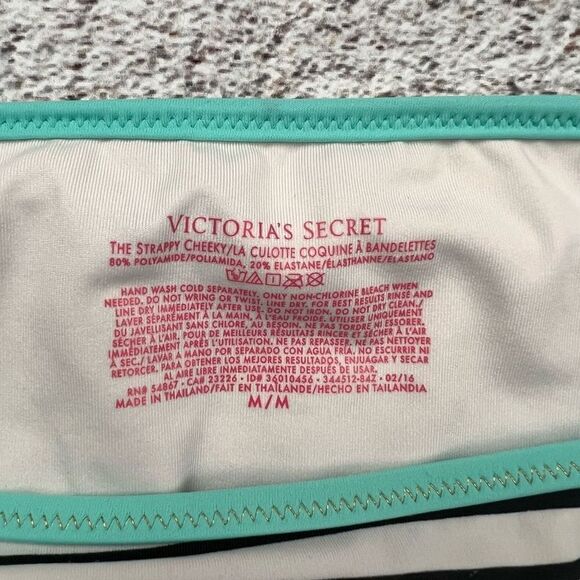 VICTORIA'S SECRET
THE STRAPPY CHEEKY/LA CULOTTE COQUINE À BANDELETTES
80% POLYAMIDE/POLIAMIDA, 20% ELASTANE/ÉLASTHANNE/ELASTANO
HAND WASH COLD SEPARATELY. ONLY NON-CHLORINE BLEACH WHEN
NEEDED. DO NOT WRING OR TWIST. LINE DRY. FOR BEST RESULTS RINSE AND
LINE DRY IMMEDIATELY AFTER USE. DO NOT IRON. DO NOT DRY CLEAN./
LAVER SÉPARÉMENT À LA MAIN, À L'EAU FROIDE. UTILISER UNIQUEMENT
DU JAVELLISANT SANS CHLORE, AU BESOIN. NE PAS TORDRE NI ESSORER.
SÉCHER À L'AIR. POUR DE MEILLEURS RÉSULTATS RINCER ET SÉCHER À L'AIR
IMMÉDIATEMENT APRÈS L'UTILISATION. NE PAS REPASSER. NE PAS NETTOYER
À SEC./ LAVAR A MANO POR SEPARADO CON AGUA FRÍA. NO ESCURRIR NI
RETORCER. PARA OBTENER LOS MEJORES RESULTADOS, ENJUAGAR Y SECAR
AL AIRE LIBRE INMEDIATAMENTE DESPUÉS DE USAR.
RN# 54867 • CA# 23226 • ID# 36010456 • 344512-84Z • 02/16
MADE IN THAILAND/FAIT EN THAÏLANDE/HECHO EN TAILANDIA
M/M